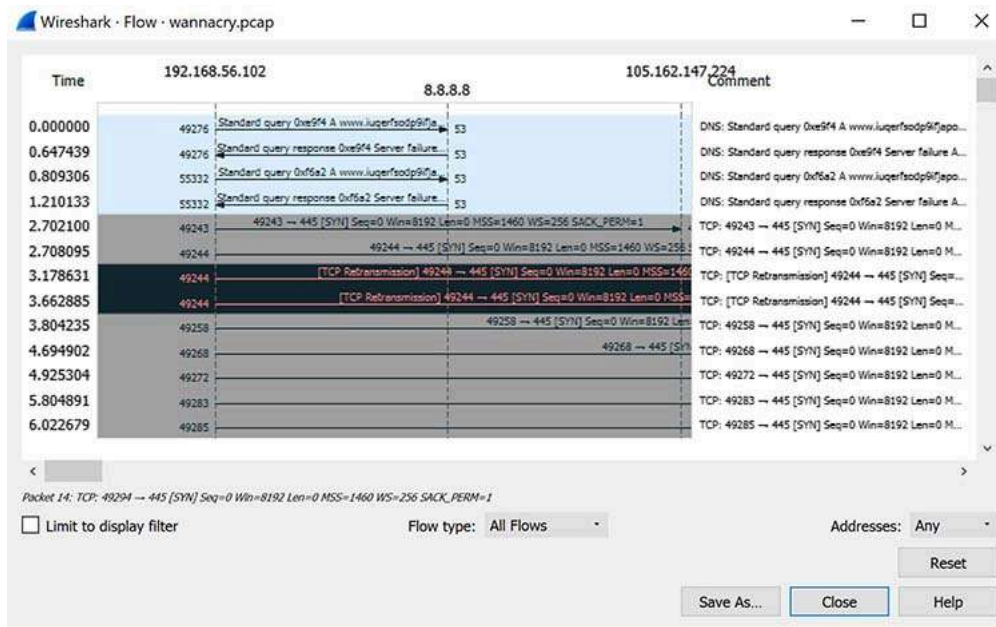 Wireshark · Flow · wannacry.pcap
Time 192.168.56.102 8.8.8.8 105.162.147.224 Comment
0.000000 49276 Standard query 0xe9f4 A www.iuqerfsodp9ifja... 53 DNS: Standard query 0xe9f4 A www.iuqerfsodp9ifjapo...
0.647439 49276 Standard query response 0xe9f4 Server failure... 53 DNS: Standard query response 0xe9f4 Server failure A...
0.809306 55332 Standard query 0xf6a2 A www.iuqerfsodp9ifja... 53 DNS: Standard query 0xf6a2 A www.iuqerfsodp9ifjapo...
1.210133 55332 Standard query response 0xf6a2 Server failure... 53 DNS: Standard query response 0xf6a2 Server failure A...
2.702100 49243 49243 → 445 [SYN] Seq=0 Win=8192 Len=0 MSS=1460 WS=256 SACK_PERM=1 TCP: 49243 → 445 [SYN] Seq=0 Win=8192 Len=0 M...
2.708095 49244 49244 → 445 [SYN] Seq=0 Win=8192 Len=0 MSS=1460 WS=256 TCP: 49244 → 445 [SYN] Seq=0 Win=8192 Len=0 M...
3.178631 49244 [TCP Retransmission] 49244 → 445 [SYN] Seq=0 Win=8192 Len=0 MSS=1460 TCP: [TCP Retransmission] 49244 → 445 [SYN] Seq=...
3.662885 49244 [TCP Retransmission] 49244 → 445 [SYN] Seq=0 Win=8192 Len=0 MSS= TCP: [TCP Retransmission] 49244 → 445 [SYN] Seq=...
3.804235 49258 49258 → 445 [SYN] Seq=0 Win=8192 Len TCP: 49258 → 445 [SYN] Seq=0 Win=8192 Len=0 M...
4.694902 49268 49268 → 445 [SYN TCP: 49268 → 445 [SYN] Seq=0 Win=8192 Len=0 M...
4.925304 49272 TCP: 49272 → 445 [SYN] Seq=0 Win=8192 Len=0 M...
5.804891 49283 TCP: 49283 → 445 [SYN] Seq=0 Win=8192 Len=0 M...
6.022679 49285 TCP: 49285 → 445 [SYN] Seq=0 Win=8192 Len=0 M...
Packet 14: TCP: 49294 → 445 [SYN] Seq=0 Win=8192 Len=0 MSS=1460 WS=256 SACK_PERM=1
Limit to display filter Flow type: All Flows Addresses: Any
Reset
Save As... Close Help